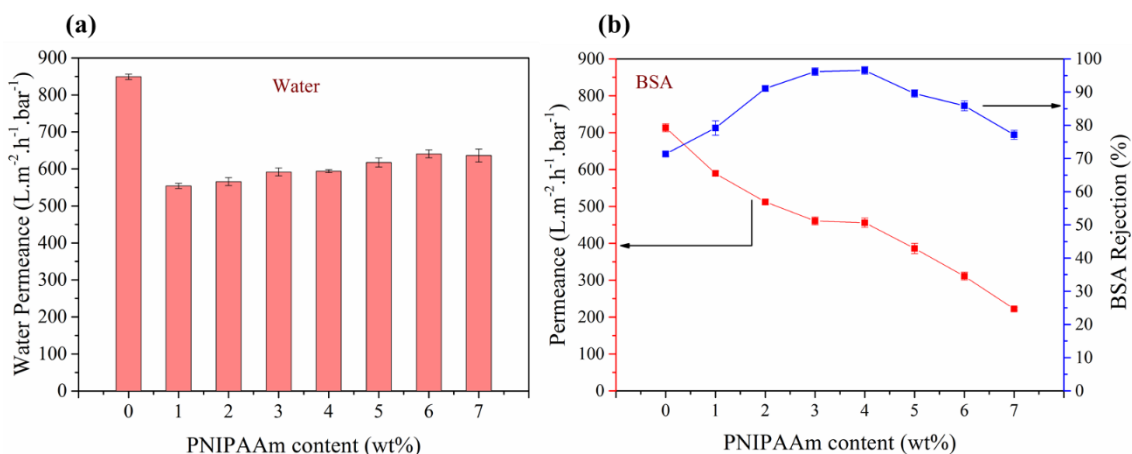 (a)
Water
Water Permeance (L.m⁻².h⁻¹.bar⁻¹)
900
800
700
600
500
400
300
200
100
0
0 1 2 3 4 5 6 7
PNIPAAm content (wt%)
(b)
BSA
Permeance (L.m⁻².h⁻¹.bar⁻¹)
900
800
700
600
500
400
300
200
100
0
0 1 2 3 4 5 6 7
PNIPAAm content (wt%)
100
90
80
70
60
50
40
30
20
10
0
BSA Rejection (%)